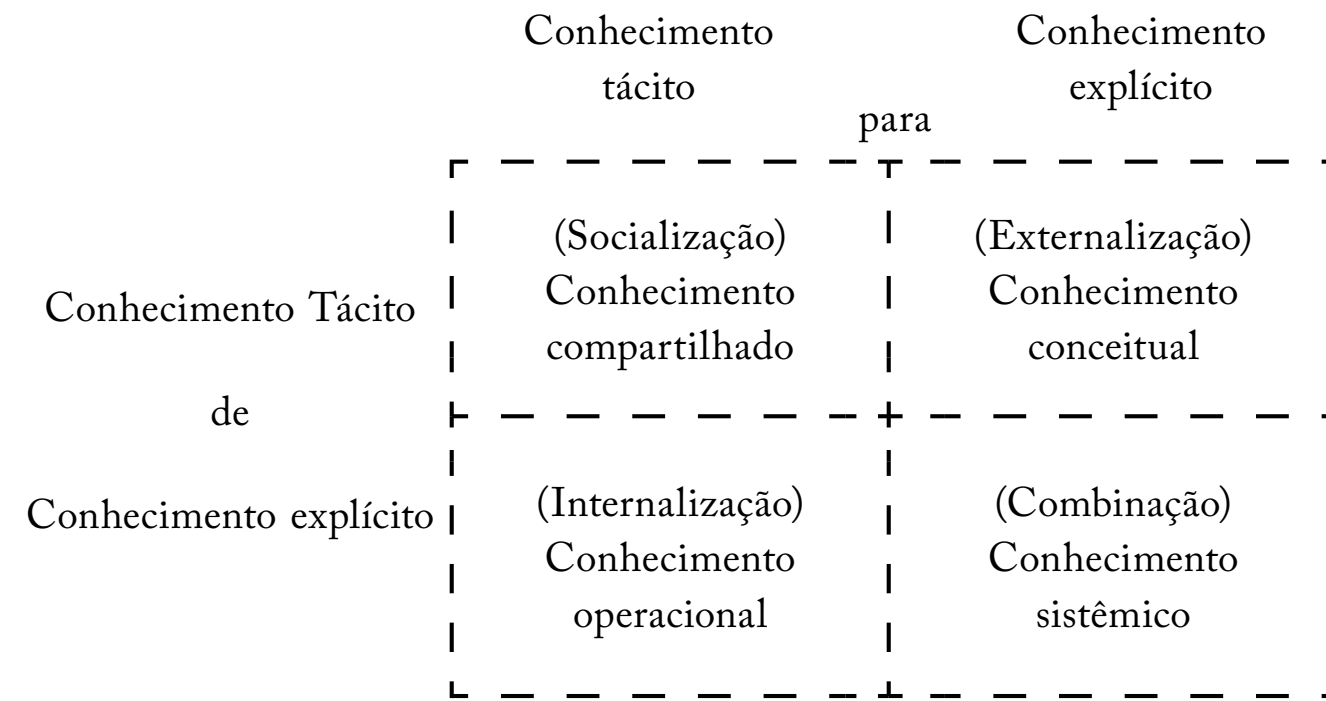 Conhecimento
tácito
Conhecimento
explícito
para
(Socialização)
Conhecimento
compartilhado
(Externalização)
Conhecimento
conceitual
Conhecimento Tácito
de
Conhecimento explícito
(Internalização)
Conhecimento
operacional
(Combinação)
Conhecimento
sistêmico